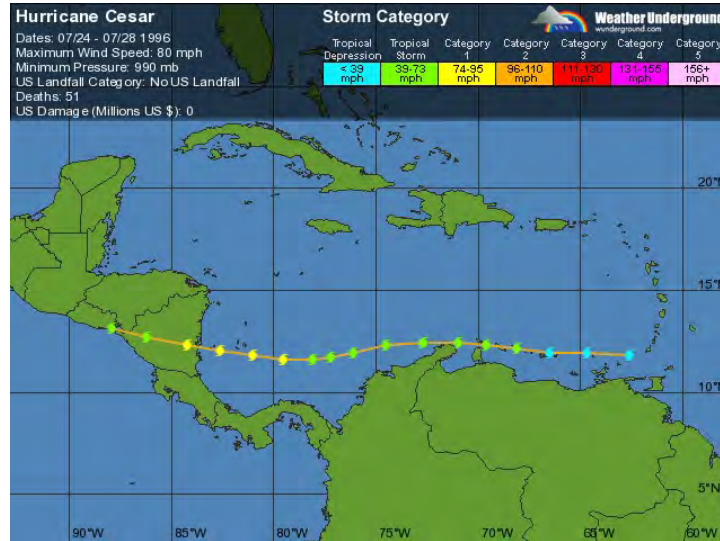 Hurricane Cesar
Dates: 07/24 - 07/28 1996
Maximum Wind Speed: 80 mph
Minimum Pressure: 990 mb
US Landfall Category: No US Landfall
Deaths: 51
US Damage (Millions US $): 0
Storm Category
Weather Underground
wunderground.com
Tropical Depression
< 39 mph
Tropical Storm
39-73 mph
Category 1
74-95 mph
Category 2
96-110 mph
Category 3
111-130 mph
Category 4
131-155 mph
Category 5
156+ mph
20°N
15°N
10°N
5°N
90°W
85°W
80°W
75°W
70°W
65°W
60°W